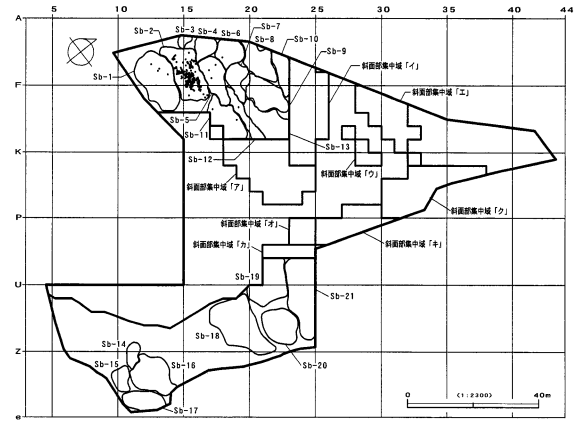 5 10 15 20 25 30 35 40 44
A
Sb-2
Sb-3
Sb-4
Sb-6
Sb-7
Sb-8
Sb-10
Sb-9
斜面部集中域「イ」
Sb-1
F
斜面部集中域「エ」
Sb-5
Sb-11
Sb-13
K
Sb-12
斜面部集中域「ア」
斜面部集中域「ウ」
P
斜面部集中域「ク」
斜面部集中域「オ」
斜面部集中域「カ」
斜面部集中域「キ」
Sb-19
U
Sb-21
Sb-18
Sb-14
Z
Sb-15
Sb-16
Sb-20
Sb-17
e
0 (1:2300) 40m